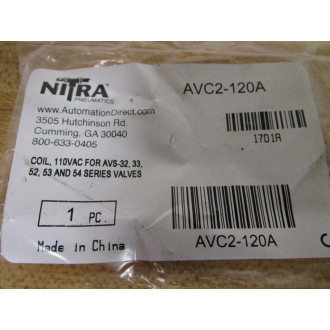 NITRA
PNEUMATICS
AVC2-120A
www.AutomationDirect.com
3505 Hutchinson Rd.
Cumming, GA 30040
800-633-0405
1701A
COIL, 110VAC FOR AVS-32, 33,
52, 53 AND 54 SERIES VALVES
1 PC.
Made in China
AVC2-120A